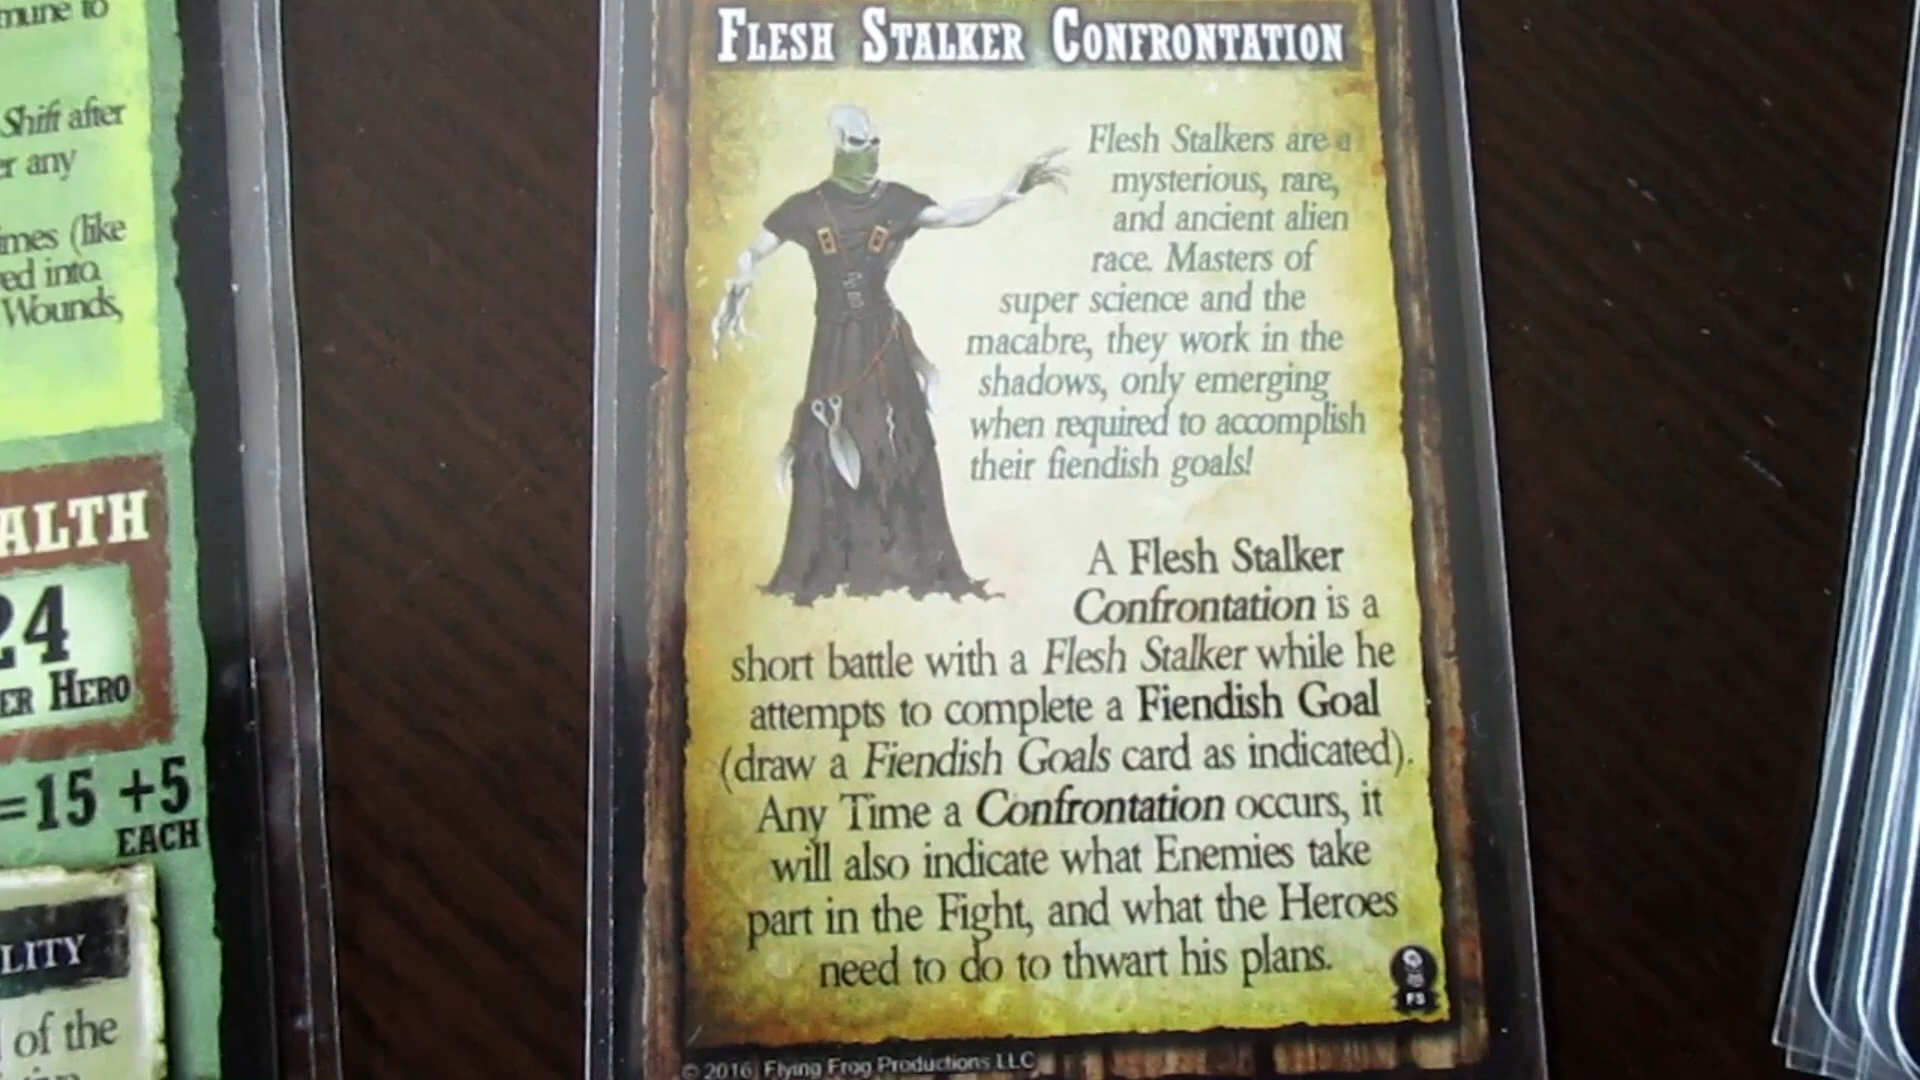 mune to
Shift after
er any
imes (like
ed into
Wounds,
ALTH
24
ER HERO
=15 +5
EACH
LITY
of the
FLESH STALKER CONFRONTATION
Flesh Stalkers are a
mysterious, rare,
and ancient alien
race. Masters of
super science and the
macabre, they work in the
shadows, only emerging
when required to accomplish
their fiendish goals!
A Flesh Stalker
Confrontation is a
short battle with a Flesh Stalker while he
attempts to complete a Fiendish Goal
(draw a Fiendish Goals card as indicated).
Any Time a Confrontation occurs, it
will also indicate what Enemies take
part in the Fight, and what the Heroes
need to do to thwart his plans.
FS
© 2016 Flying Frog Productions LLC